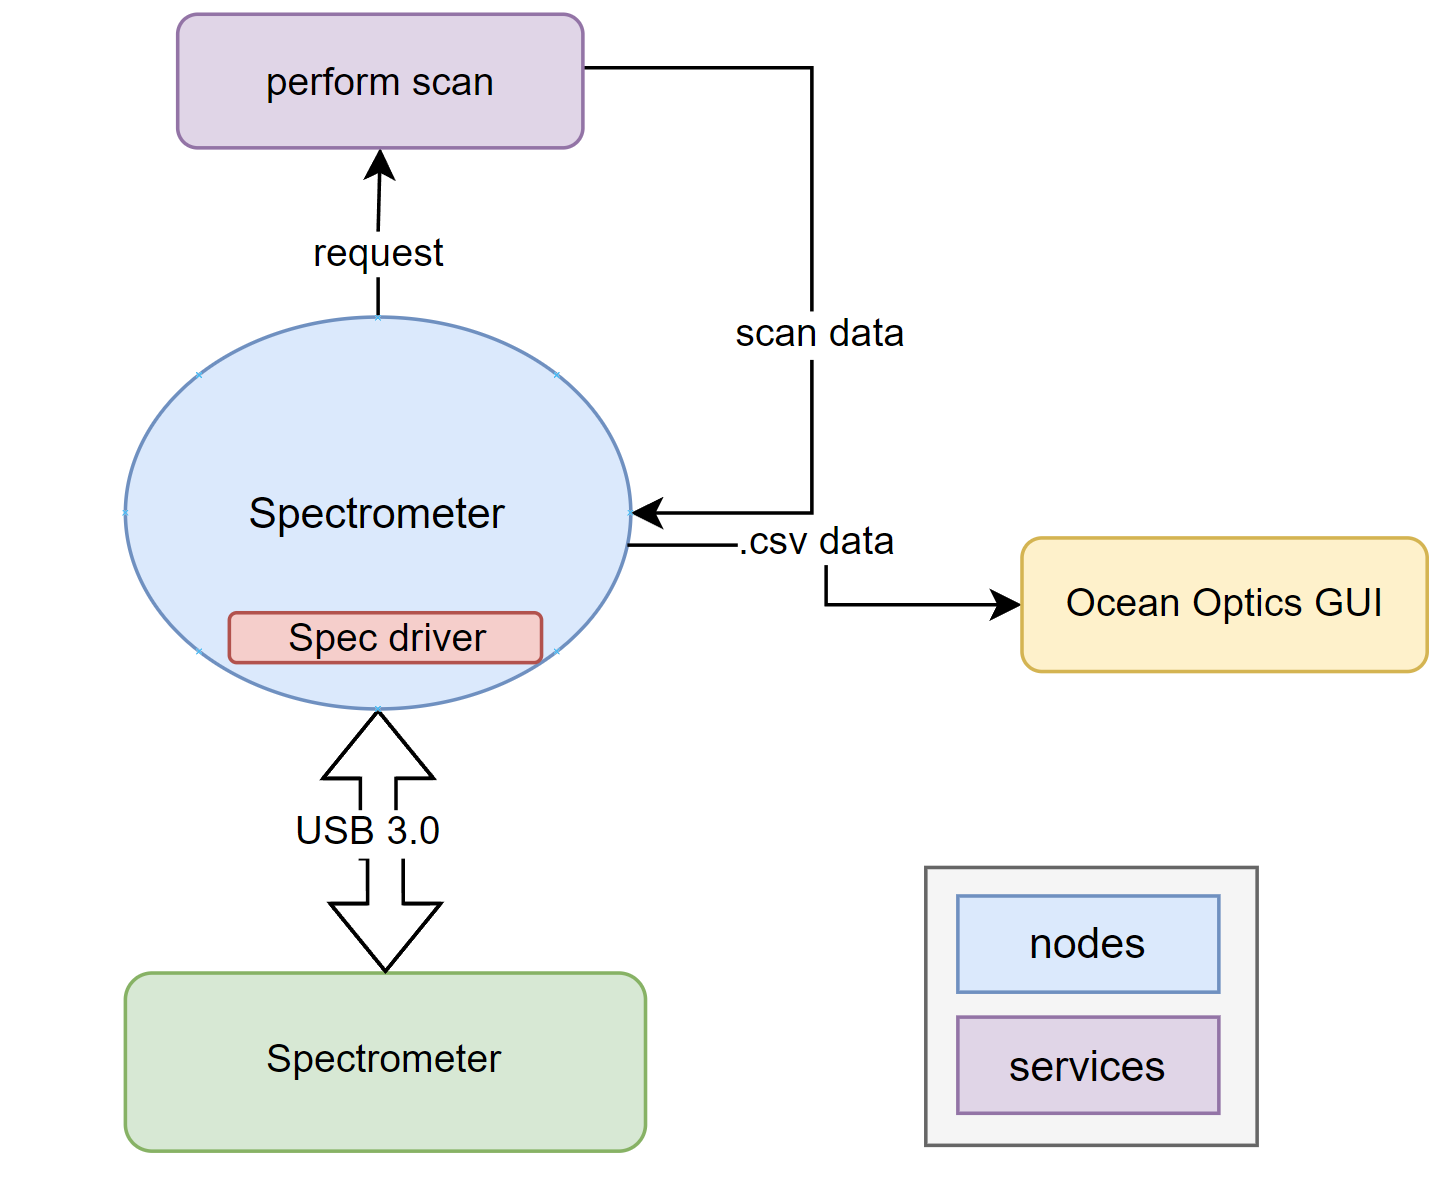 perform scan
request
scan data
Spectrometer
.csv data
Ocean Optics GUI
Spec driver
USB 3.0
Spectrometer
nodes
services